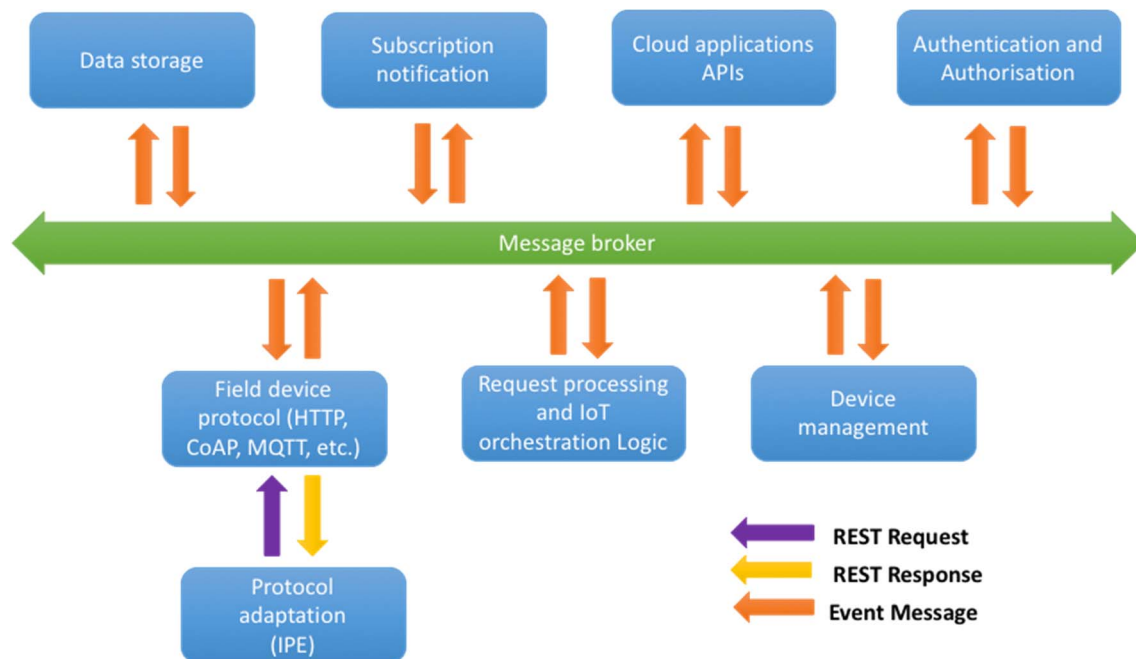 Data storage
Subscription
notification
Cloud applications
APIs
Authentication and
Authorisation
Message broker
Field device
protocol (HTTP,
CoAP, MQTT, etc.)
Request processing
and IoT
orchestration Logic
Device
management
Protocol
adaptation
(IPE)
REST Request
REST Response
Event Message